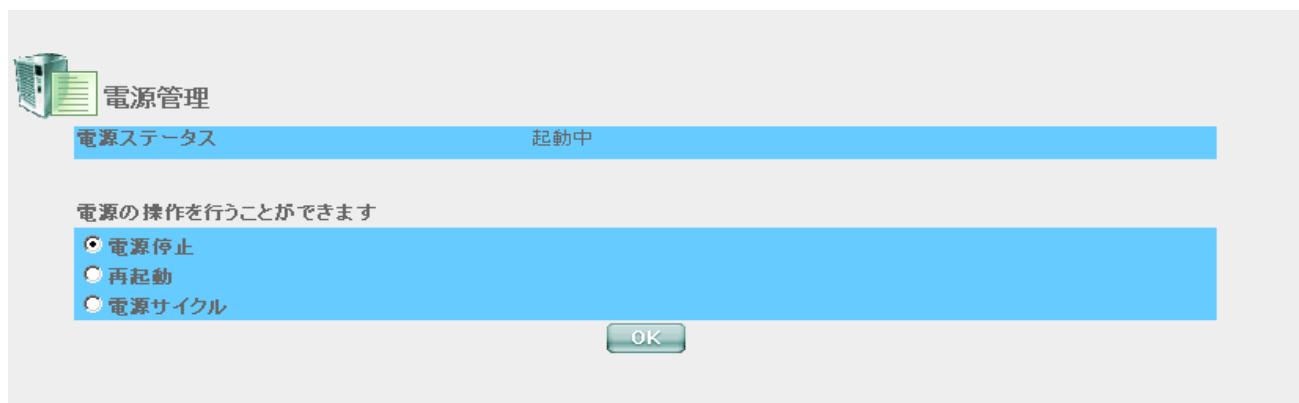 電源管理
電源ステータス 起動中
電源の操作を行うことができます
電源停止
再起動
電源サイクル
OK